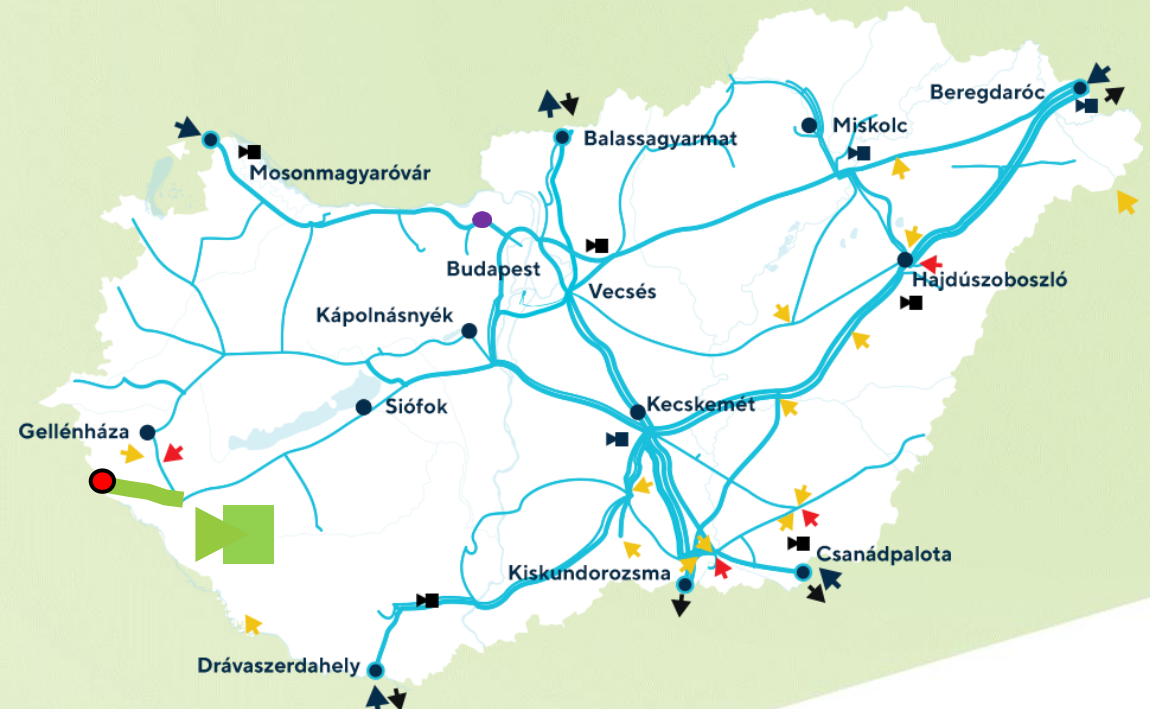 Beregdaróc
Miskolc
Balassagyarmat
Mosonmagyaróvár
Budapest
Hajdúszoboszló
Vecsés
Kápolnásnyék
Siófok
Kecskemét
Gellénháza
Csanádpalota
Kiskundorozsma
Drávaszerdahely